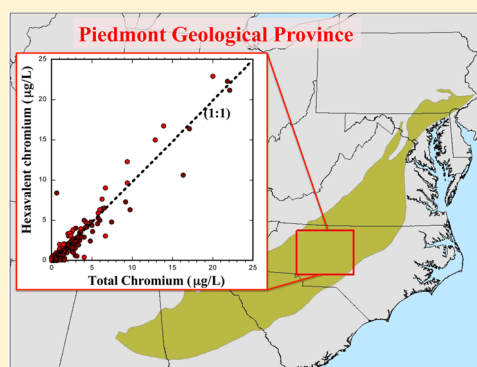 Piedmont Geological Province
25
20
15
10
5
0
Hexavalent chromium (µg/L)
(1:1)
0 5 10 15 20 25
Total Chromium (µg/L)